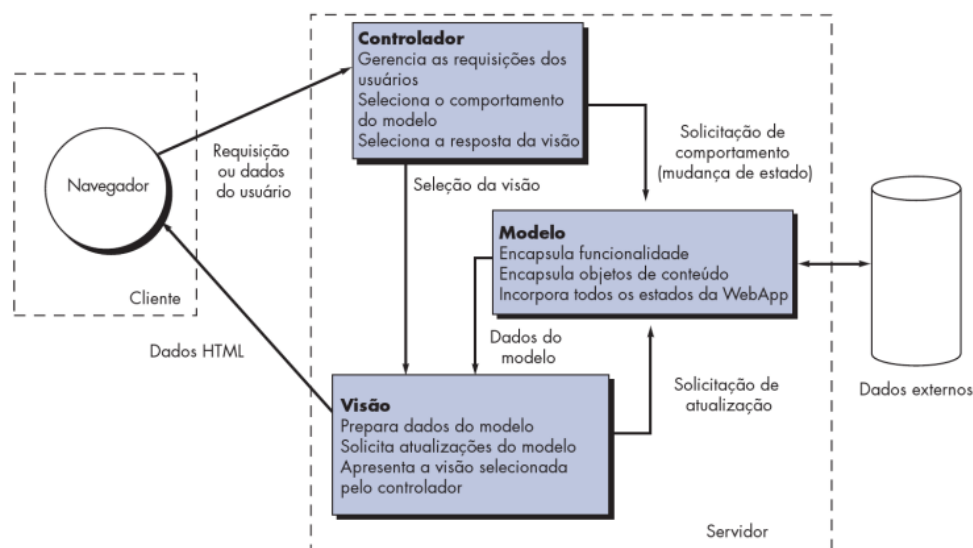 Controlador
Gerencia as requisições dos
usuários
Seleciona o comportamento
do modelo
Seleciona a resposta da visão
Navegador
Cliente
Requisição
ou dados
do usuário
Seleção da visão
Solicitação de
comportamento
(mudança de estado)
Modelo
Encapsula funcionalidade
Encapsula objetos de conteúdo
Incorpora todos os estados da WebApp
Dados HTML
Dados do
modelo
Solicitação de
atualização
Dados externos
Visão
Prepara dados do modelo
Solicita atualizações do modelo
Apresenta a visão selecionada
pelo controlador
Servidor